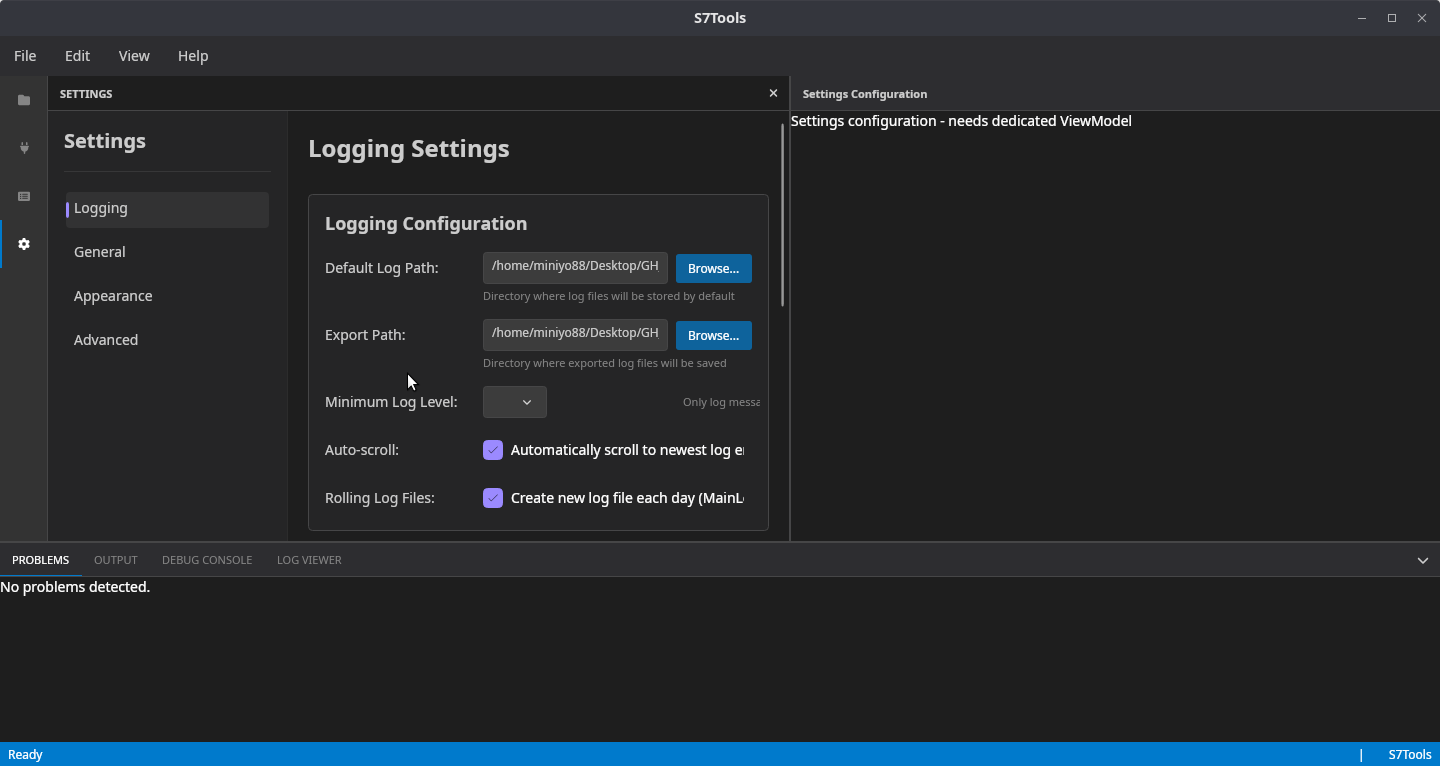 S7Tools
File Edit View Help
SETTINGS
Settings Configuration
Settings
Logging
General
Appearance
Advanced
Logging Settings
Logging Configuration
Default Log Path: /home/miniyo88/Desktop/GH Browse...
Directory where log files will be stored by default
Export Path: /home/miniyo88/Desktop/GH Browse...
Directory where exported log files will be saved
Minimum Log Level: Only log messa
Auto-scroll: Automatically scroll to newest log e
Rolling Log Files: Create new log file each day (MainL
Settings configuration - needs dedicated ViewModel
PROBLEMS OUTPUT DEBUG CONSOLE LOG VIEWER
No problems detected.
Ready | S7Tools